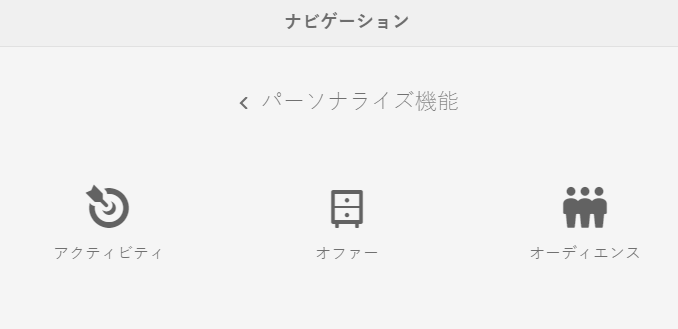 ナビゲーション
パーソナライズ機能
アクティビティ
オファー
オーディエンス